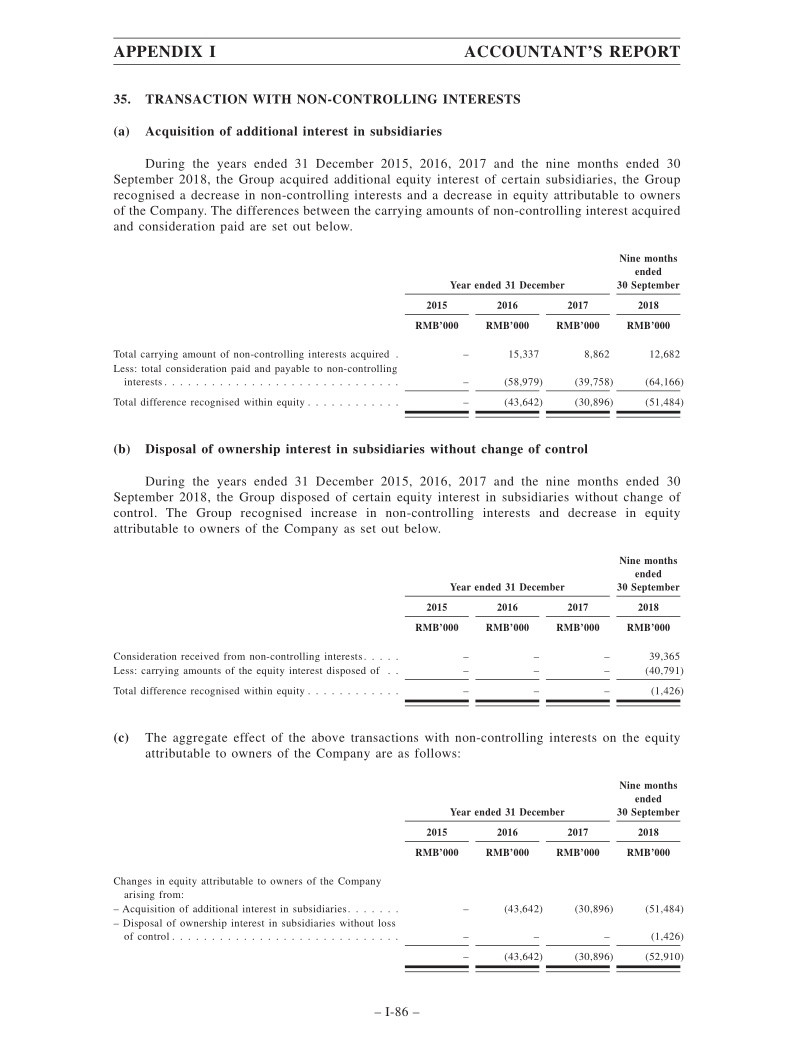 APPENDIX I ACCOUNTANT'S REPORT
35. TRANSACTION WITH NON-CONTROLLING INTERESTS
(a) Acquisition of additional interest in subsidiaries
During the years ended 31 December 2015, 2016, 2017 and the nine months ended 30
September 2018, the Group acquired additional equity interest of certain subsidiaries, the Group
recognised a decrease in non-controlling interests and a decrease in equity attributable to owners
of the Company. The differences between the carrying amounts of non-controlling interest acquired
and consideration paid are set out below.
Nine months
ended
Year ended 31 December 30 September
2015 2016 2017 2018
RMB'000 RMB'000 RMB'000 RMB'000
Total carrying amount of non-controlling interests acquired . – 15,337 8,862 12,682
Less: total consideration paid and payable to non-controlling
interests . . . . . . . . . . . . . . . . . . . . . . . . . . . . . . – (58,979) (39,758) (64,166)
Total difference recognised within equity . . . . . . . . . . . . – (43,642) (30,896) (51,484)
(b) Disposal of ownership interest in subsidiaries without change of control
During the years ended 31 December 2015, 2016, 2017 and the nine months ended 30
September 2018, the Group disposed of certain equity interest in subsidiaries without change of
control. The Group recognised increase in non-controlling interests and decrease in equity
attributable to owners of the Company as set out below.
Nine months
ended
Year ended 31 December 30 September
2015 2016 2017 2018
RMB'000 RMB'000 RMB'000 RMB'000
Consideration received from non-controlling interests . . . . . – – – 39,365
Less: carrying amounts of the equity interest disposed of . . – – – (40,791)
Total difference recognised within equity . . . . . . . . . . . . – – – (1,426)
(c) The aggregate effect of the above transactions with non-controlling interests on the equity
attributable to owners of the Company are as follows:
Nine months
ended
Year ended 31 December 30 September
2015 2016 2017 2018
RMB'000 RMB'000 RMB'000 RMB'000
Changes in equity attributable to owners of the Company
arising from:
– Acquisition of additional interest in subsidiaries . . . . . . . – (43,642) (30,896) (51,484)
– Disposal of ownership interest in subsidiaries without loss
of control . . . . . . . . . . . . . . . . . . . . . . . . . . . . . – – – (1,426)
– (43,642) (30,896) (52,910)
– I-86 –